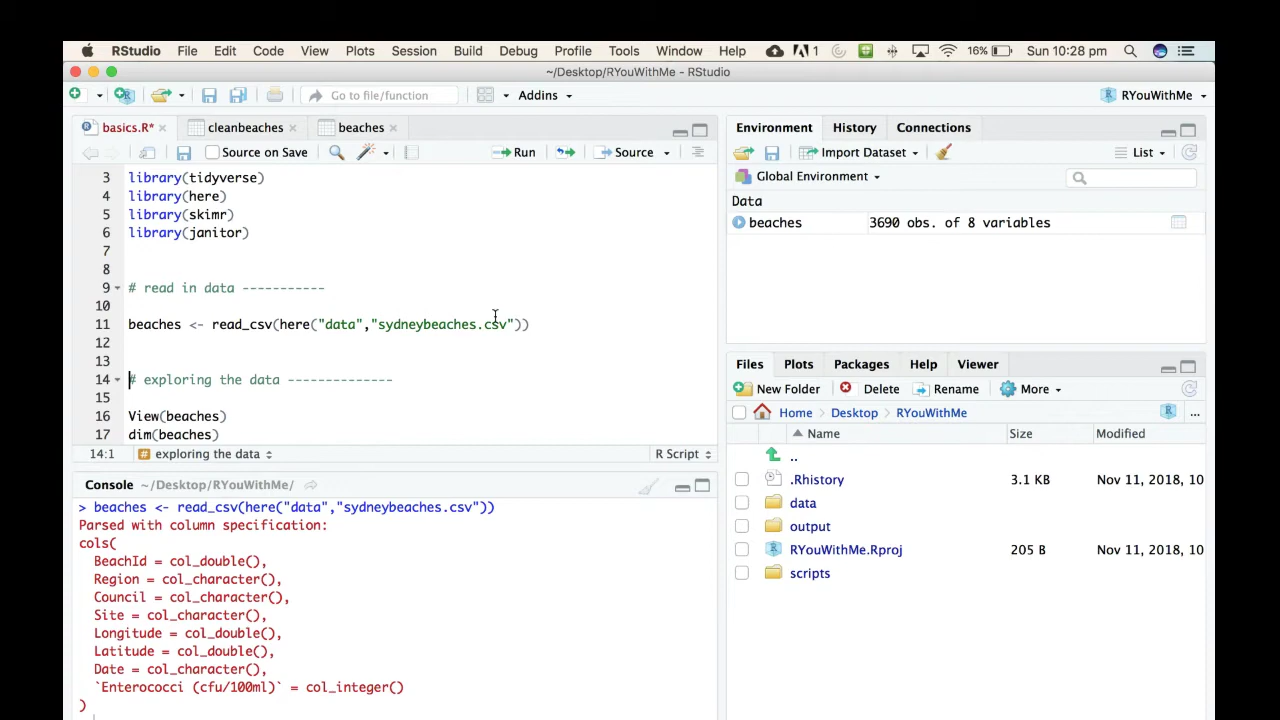 RStudio File Edit Code View Plots Session Build Debug Profile Tools Window Help 1 16% Sun 10:28 pm
~/Desktop/RYouWithMe - RStudio
Go to file/function Addins RYouWithMe
basics.R* cleanbeaches beaches
Source on Save Run Source
3 library(tidyverse)
4 library(here)
5 library(skimr)
6 library(janitor)
7
8
9 # read in data -----------
10
11 beaches <- read_csv(here("data","sydneybeaches.csv"))
12
13
14 # exploring the data --------------
15
16 View(beaches)
17 dim(beaches)
14:1 # exploring the data R Script
Console ~/Desktop/RYouWithMe/
> beaches <- read_csv(here("data","sydneybeaches.csv"))
Parsed with column specification:
cols(
BeachId = col_double(),
Region = col_character(),
Council = col_character(),
Site = col_character(),
Longitude = col_double(),
Latitude = col_double(),
Date = col_character(),
`Enterococci (cfu/100ml)` = col_integer()
)
Environment History Connections
Import Dataset List
Global Environment
Data
beaches 3690 obs. of 8 variables
Files Plots Packages Help Viewer
New Folder Delete Rename More
Home Desktop RYouWithMe ...
Name Size Modified
..
.Rhistory 3.1 KB Nov 11, 2018, 10
data
output
RYouWithMe.Rproj 205 B Nov 11, 2018, 10
scripts